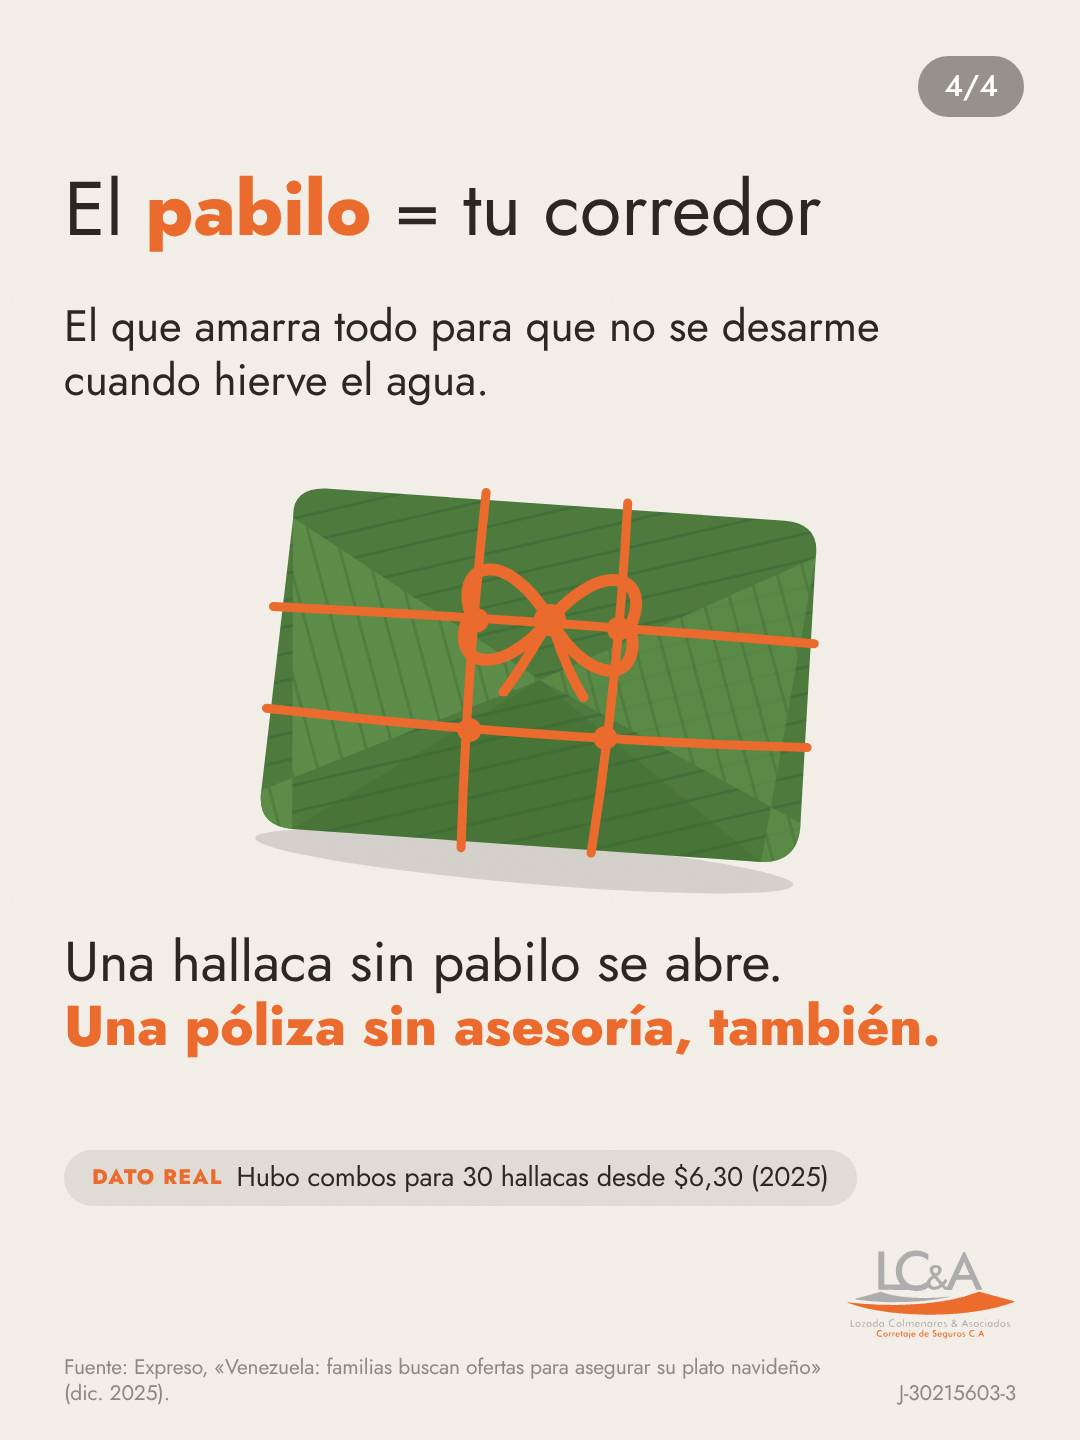 4/4
El pabilo = tu corredor
El que amarra todo para que no se desarme
cuando hierve el agua.
Una hallaca sin pabilo se abre.
Una póliza sin asesoría, también.
DATO REAL Hubo combos para 30 hallacas desde $6,30 (2025)
LC&A
Lozada Colmenares & Asociados
Corretaje de Seguros C.A
Fuente: Expreso, «Venezuela: familias buscan ofertas para asegurar su plato navideño»
(dic. 2025).
J-30215603-3